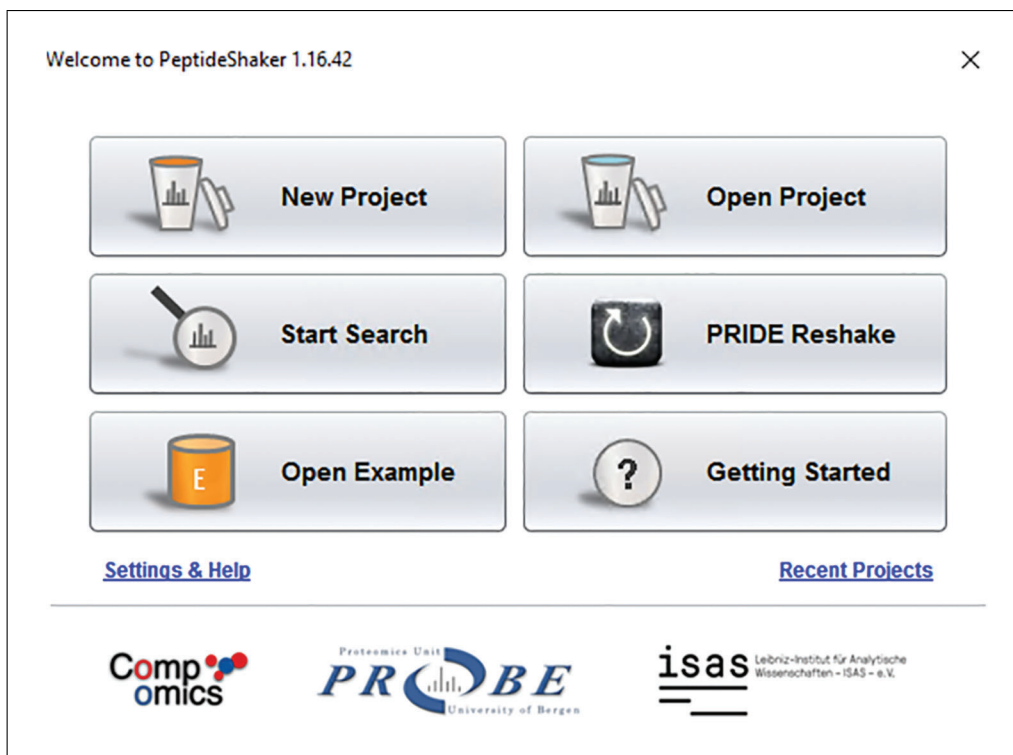 Welcome to PeptideShaker 1.16.42
New Project
Open Project
Start Search
PRIDE Reshake
E
Open Example
?
Getting Started
Settings & Help
Recent Projects
Comp
omics
Proteomics Unit
PROBE
University of Bergen
isas
Leibniz-Institut für Analytische
Wissenschaften - ISAS - e.V.